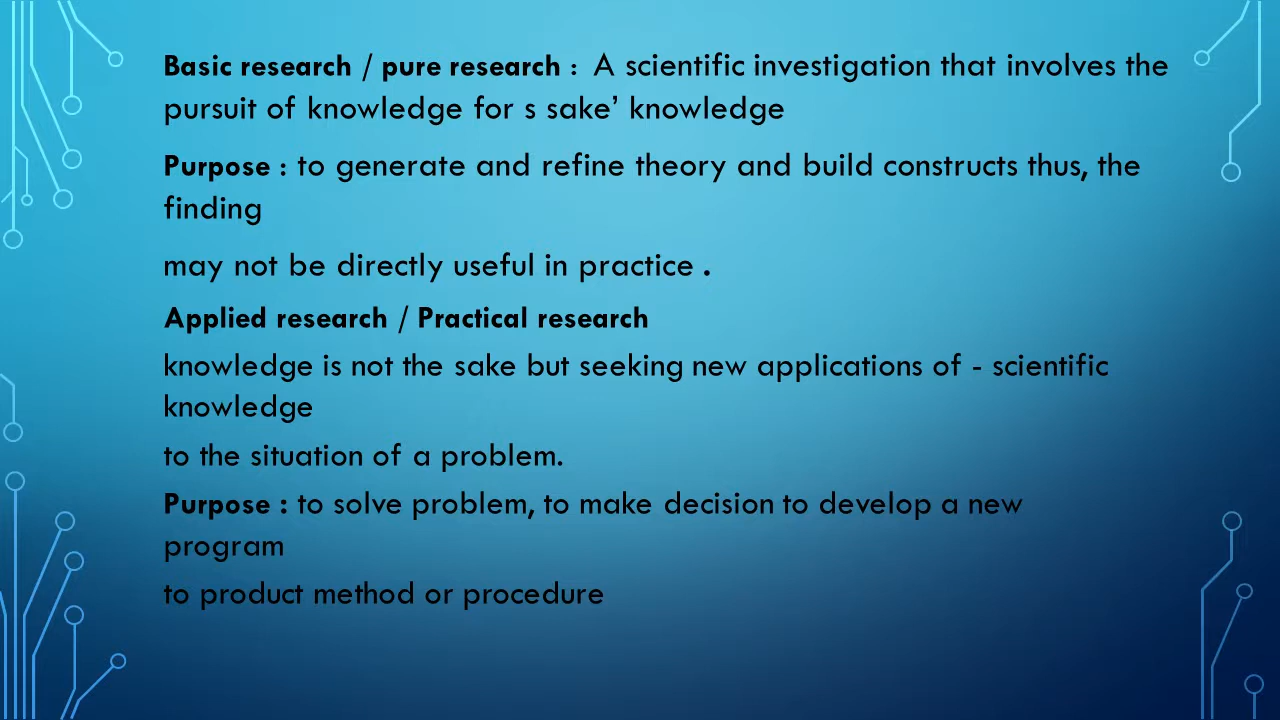 Basic research / pure research : A scientific investigation that involves the
pursuit of knowledge for s sake’ knowledge
Purpose : to generate and refine theory and build constructs thus, the
finding
may not be directly useful in practice .
Applied research / Practical research
knowledge is not the sake but seeking new applications of - scientific
knowledge
to the situation of a problem.
Purpose : to solve problem, to make decision to develop a new
program
to product method or procedure